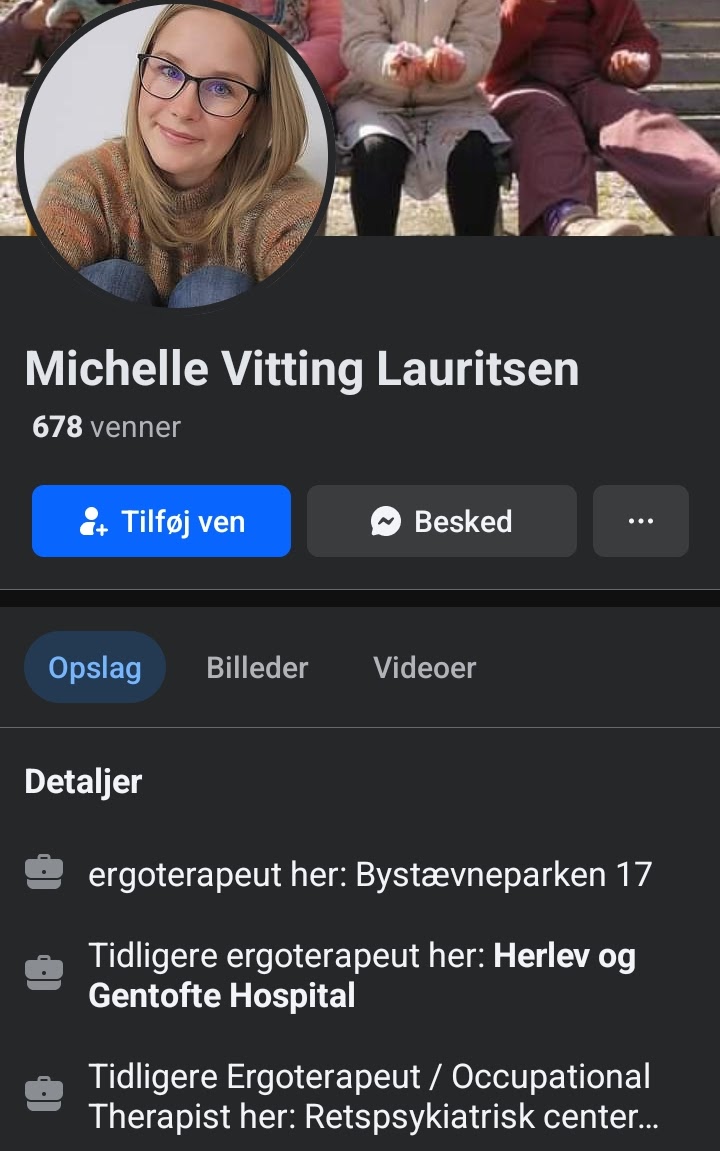 Michelle Vitting Lauritsen
678 venner
Tilføj ven
Besked
Opslag
Billeder
Videoer
Detaljer
ergoterapeut her: Bystævneparken 17
Tidligere ergoterapeut her: Herlev og
Gentofte Hospital
Tidligere Ergoterapeut / Occupational
Therapist her: Retspsykiatrisk center...